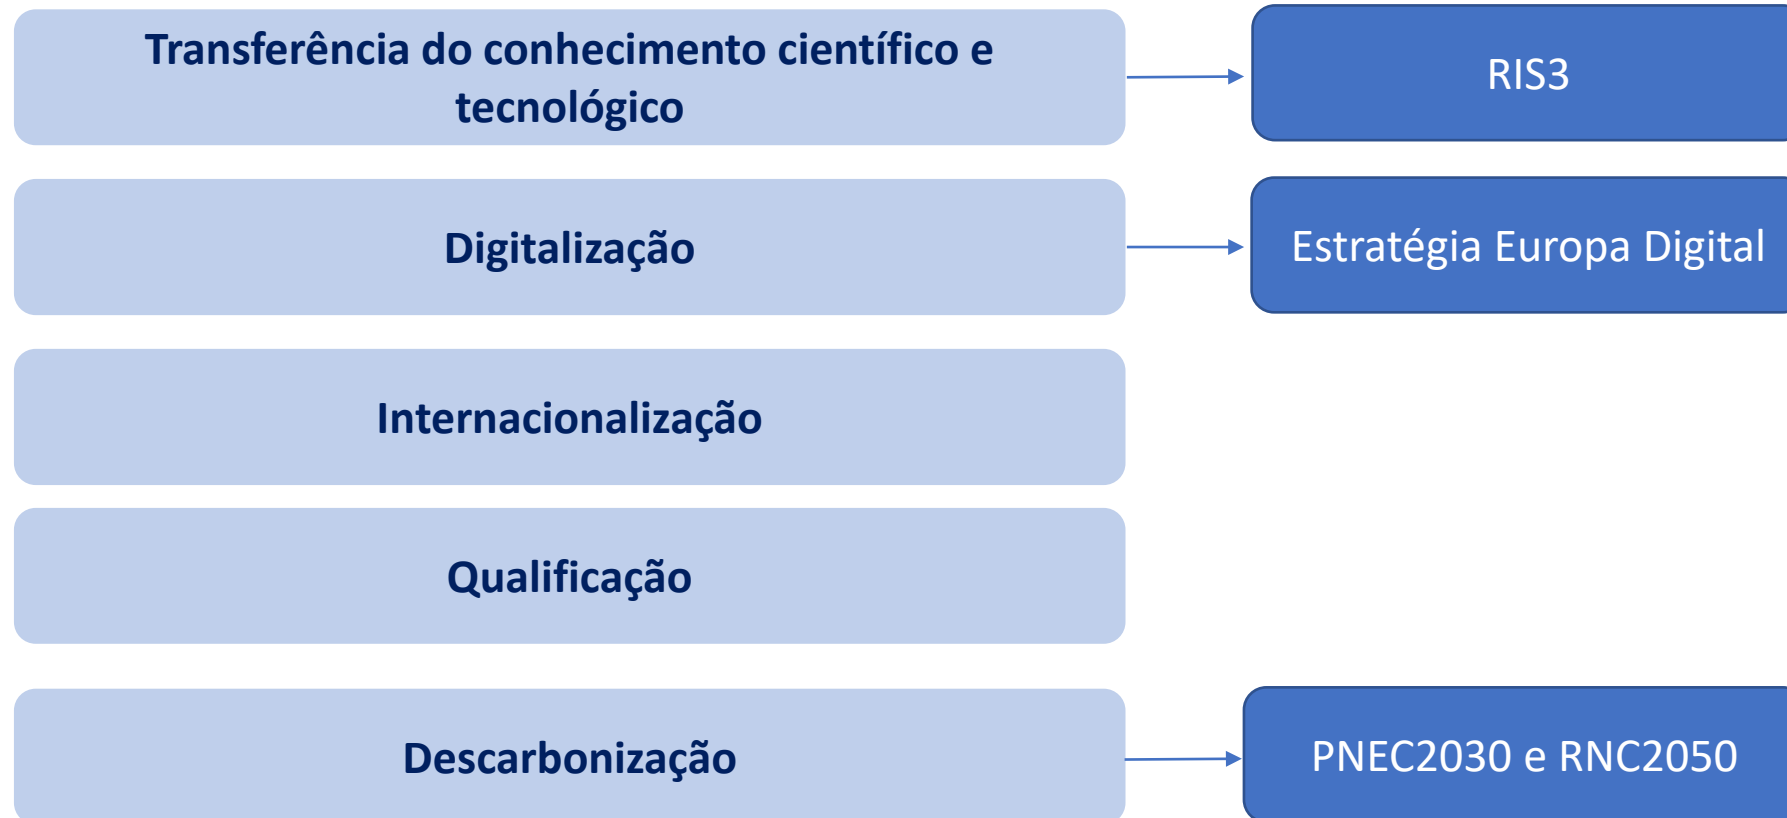 Transferência do conhecimento científico e
tecnológico
RIS3
Digitalização
Estratégia Europa Digital
Internacionalização
Qualificação
Descarbonização
PNEC2030 e RNC2050